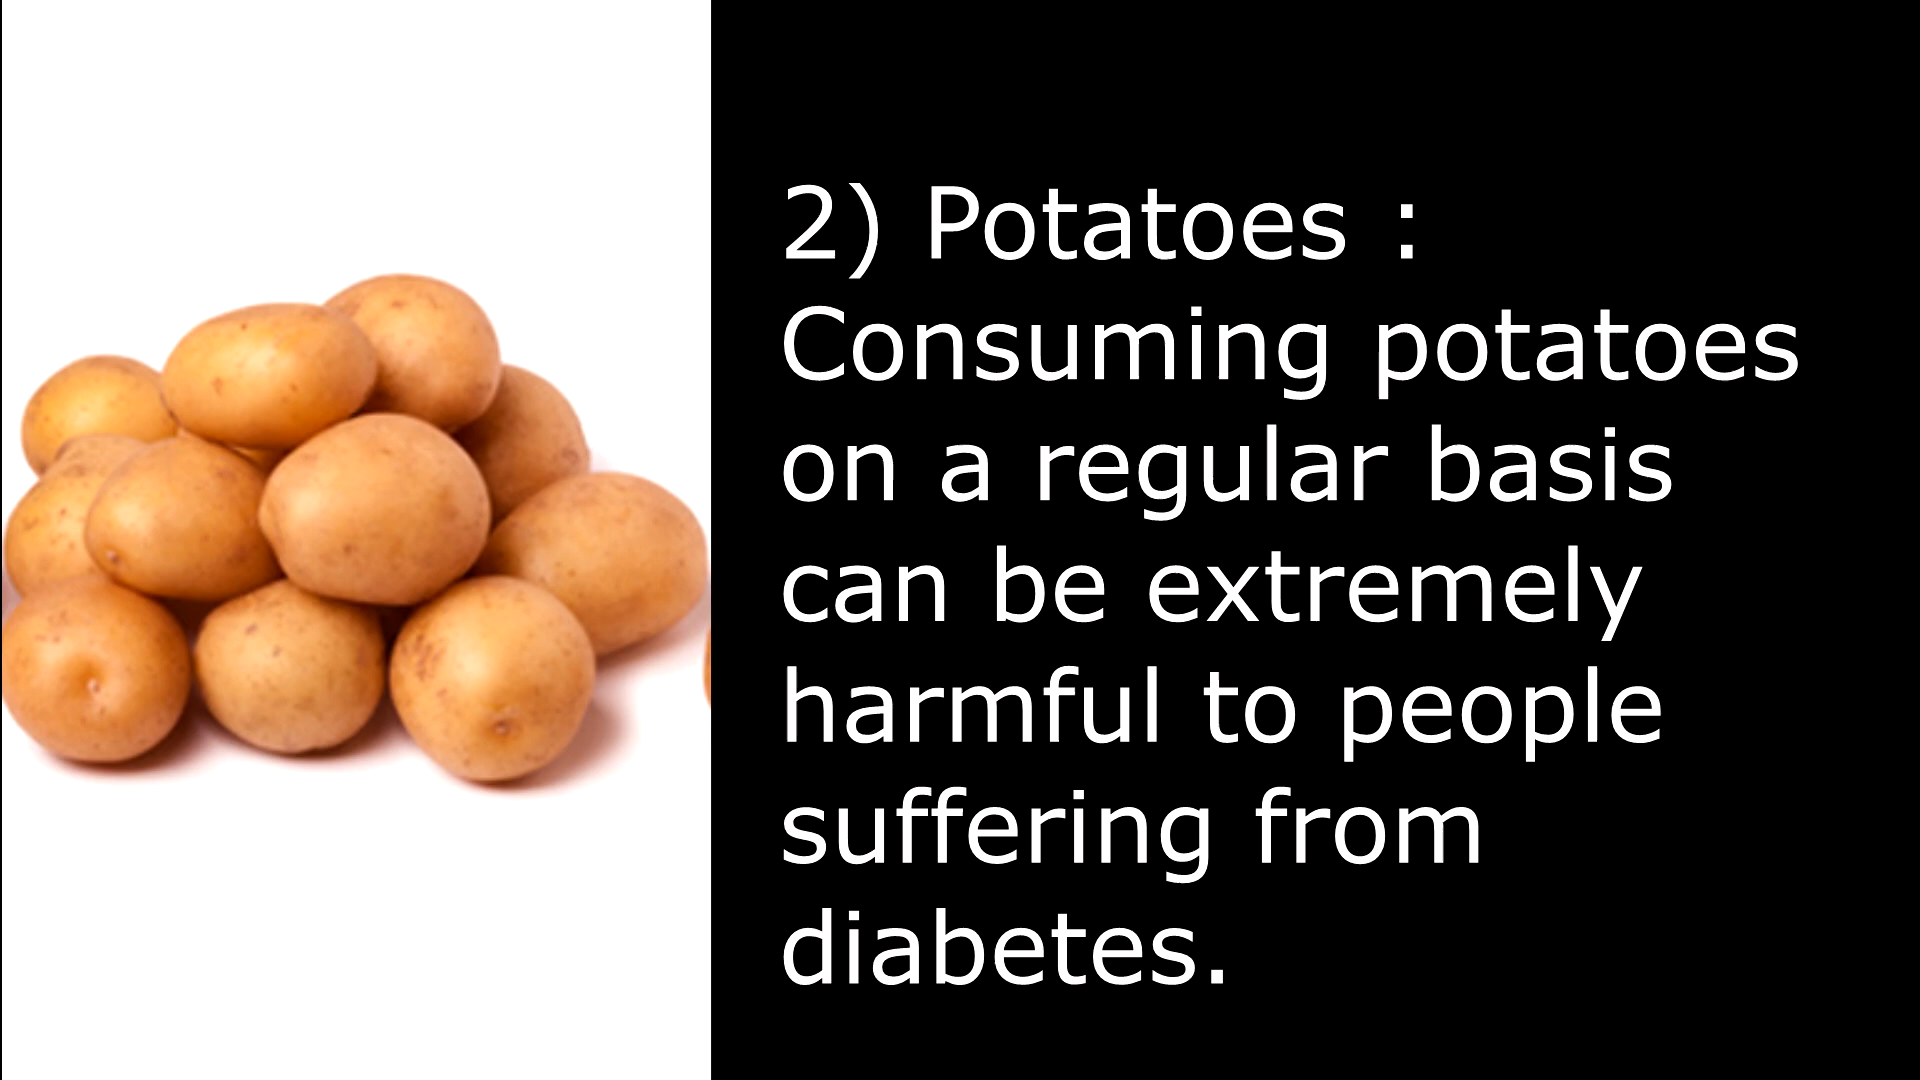 2) Potatoes :
Consuming potatoes
on a regular basis
can be extremely
harmful to people
suffering from
diabetes.